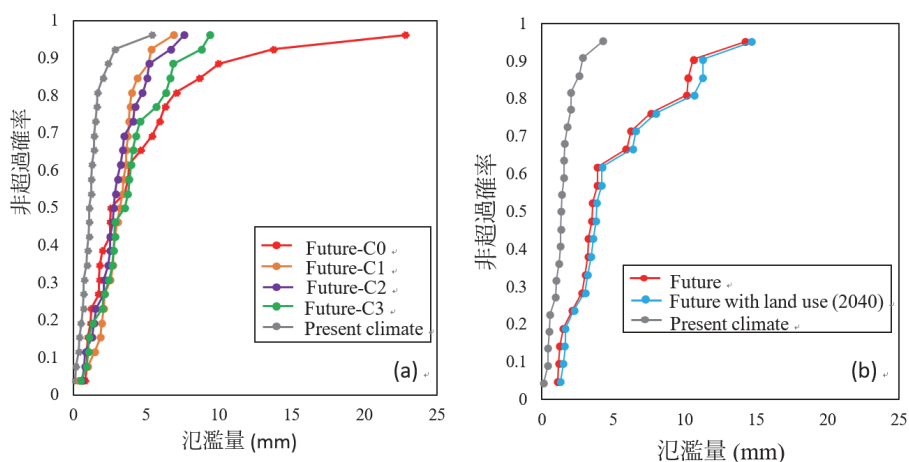 1
0.9
0.8
0.7
0.6
0.5
0.4
0.3
0.2
0.1
0
非超過確率
Future-C0
Future-C1
Future-C2
Future-C3
Present climate
(a)
0 5 10 15 20 25
氾濫量 (mm)
1
0.9
0.8
0.7
0.6
0.5
0.4
0.3
0.2
0.1
0
非超過確率
Future
Future with land use (2040)
Present climate
(b)
0 5 10 15 20 25
氾濫量 (mm)